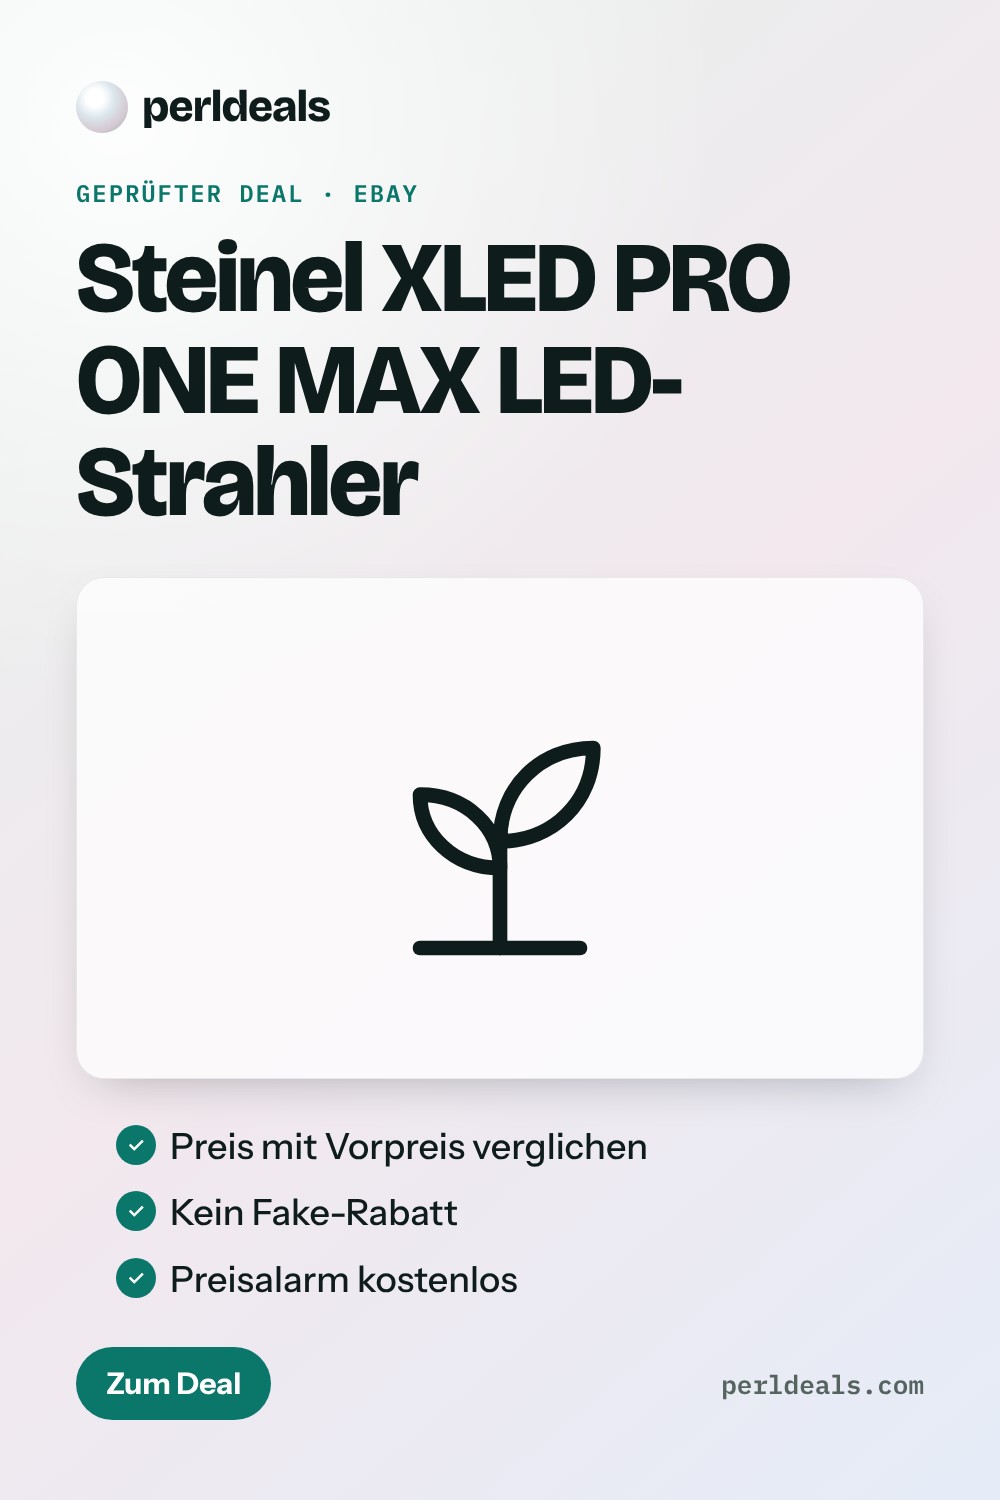 perldeals
GEPRÜFTER DEAL · EBAY
Steinel XLED PRO
ONE MAX LED-
Strahler
Preis mit Vorpreis verglichen
Kein Fake-Rabatt
Preisalarm kostenlos
Zum Deal
perldeals.com